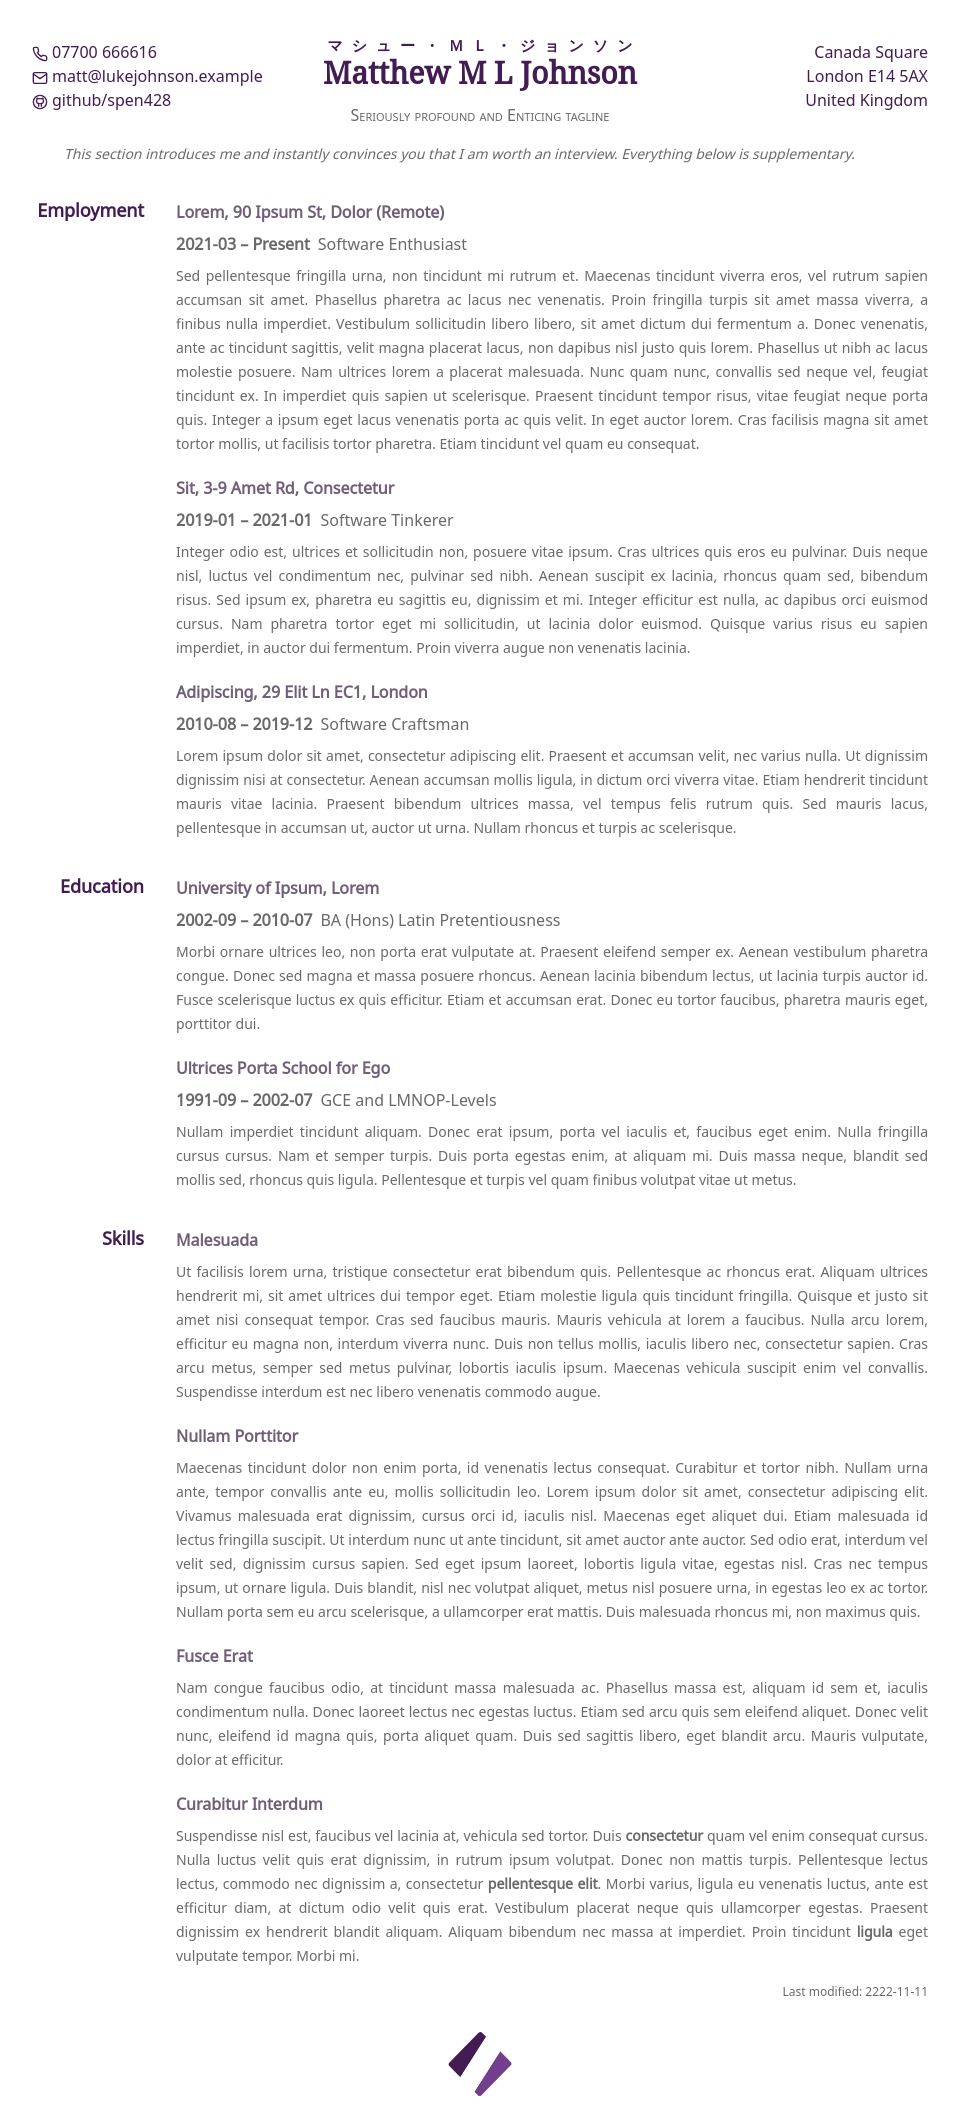 07700 666616
matt@lukejohnson.example
github/spen428
マシュー・ＭＬ・ジョンソン
Matthew M L Johnson
Seriously profound and Enticing tagline
Canada Square
London E14 5AX
United Kingdom
This section introduces me and instantly convinces you that I am worth an interview. Everything below is supplementary.
Employment
Lorem, 90 Ipsum St, Dolor (Remote)
2021-03 – Present Software Enthusiast
Sed pellentesque fringilla urna, non tincidunt mi rutrum et. Maecenas tincidunt viverra eros, vel rutrum sapien
accumsan sit amet. Phasellus pharetra ac lacus nec venenatis. Proin fringilla turpis sit amet massa viverra, a
finibus nulla imperdiet. Vestibulum sollicitudin libero libero, sit amet dictum dui fermentum a. Donec venenatis,
ante ac tincidunt sagittis, velit magna placerat lacus, non dapibus nisl justo quis lorem. Phasellus ut nibh ac lacus
molestie posuere. Nam ultrices lorem a placerat malesuada. Nunc quam nunc, convallis sed neque vel, feugiat
tincidunt ex. In imperdiet quis sapien ut scelerisque. Praesent tincidunt tempor risus, vitae feugiat neque porta
quis. Integer a ipsum eget lacus venenatis porta ac quis velit. In eget auctor lorem. Cras facilisis magna sit amet
tortor mollis, ut facilisis tortor pharetra. Etiam tincidunt vel quam eu consequat.
Sit, 3-9 Amet Rd, Consectetur
2019-01 – 2021-01 Software Tinkerer
Integer odio est, ultrices et sollicitudin non, posuere vitae ipsum. Cras ultrices quis eros eu pulvinar. Duis neque
nisl, luctus vel condimentum nec, pulvinar sed nibh. Aenean suscipit ex lacinia, rhoncus quam sed, bibendum
risus. Sed ipsum ex, pharetra eu sagittis eu, dignissim et mi. Integer efficitur est nulla, ac dapibus orci euismod
cursus. Nam pharetra tortor eget mi sollicitudin, ut lacinia dolor euismod. Quisque varius risus eu sapien
imperdiet, in auctor dui fermentum. Proin viverra augue non venenatis lacinia.
Adipiscing, 29 Elit Ln EC1, London
2010-08 – 2019-12 Software Craftsman
Lorem ipsum dolor sit amet, consectetur adipiscing elit. Praesent et accumsan velit, nec varius nulla. Ut dignissim
dignissim nisi at consectetur. Aenean accumsan mollis ligula, in dictum orci viverra vitae. Etiam hendrerit tincidunt
mauris vitae lacinia. Praesent bibendum ultrices massa, vel tempus felis rutrum quis. Sed mauris lacus,
pellentesque in accumsan ut, auctor ut urna. Nullam rhoncus et turpis ac scelerisque.
Education
University of Ipsum, Lorem
2002-09 – 2010-07 BA (Hons) Latin Pretentiousness
Morbi ornare ultrices leo, non porta erat vulputate at. Praesent eleifend semper ex. Aenean vestibulum pharetra
congue. Donec sed magna et massa posuere rhoncus. Aenean lacinia bibendum lectus, ut lacinia turpis auctor id.
Fusce scelerisque luctus ex quis efficitur. Etiam et accumsan erat. Donec eu tortor faucibus, pharetra mauris eget,
porttitor dui.
Ultrices Porta School for Ego
1991-09 – 2002-07 GCE and LMNOP-Levels
Nullam imperdiet tincidunt aliquam. Donec erat ipsum, porta vel iaculis et, faucibus eget enim. Nulla fringilla
cursus cursus. Nam et semper turpis. Duis porta egestas enim, at aliquam mi. Duis massa neque, blandit sed
mollis sed, rhoncus quis ligula. Pellentesque et turpis vel quam finibus volutpat vitae ut metus.
Skills
Malesuada
Ut facilisis lorem urna, tristique consectetur erat bibendum quis. Pellentesque ac rhoncus erat. Aliquam ultrices
hendrerit mi, sit amet ultrices dui tempor eget. Etiam molestie ligula quis tincidunt fringilla. Quisque et justo sit
amet nisi consequat tempor. Cras sed faucibus mauris. Mauris vehicula at lorem a faucibus. Nulla arcu lorem,
efficitur eu magna non, interdum viverra nunc. Duis non tellus mollis, iaculis libero nec, consectetur sapien. Cras
arcu metus, semper sed metus pulvinar, lobortis iaculis ipsum. Maecenas vehicula suscipit enim vel convallis.
Suspendisse interdum est nec libero venenatis commodo augue.
Nullam Porttitor
Maecenas tincidunt dolor non enim porta, id venenatis lectus consequat. Curabitur et tortor nibh. Nullam urna
ante, tempor convallis ante eu, mollis sollicitudin leo. Lorem ipsum dolor sit amet, consectetur adipiscing elit.
Vivamus malesuada erat dignissim, cursus orci id, iaculis nisl. Maecenas eget aliquet dui. Etiam malesuada id
lectus fringilla suscipit. Ut interdum nunc ut ante tincidunt, sit amet auctor ante auctor. Sed odio erat, interdum vel
velit sed, dignissim cursus sapien. Sed eget ipsum laoreet, lobortis ligula vitae, egestas nisl. Cras nec tempus
ipsum, ut ornare ligula. Duis blandit, nisl nec volutpat aliquet, metus nisl posuere urna, in egestas leo ex ac tortor.
Nullam porta sem eu arcu scelerisque, a ullamcorper erat mattis. Duis malesuada rhoncus mi, non maximus quis.
Fusce Erat
Nam congue faucibus odio, at tincidunt massa malesuada ac. Phasellus massa est, aliquam id sem et, iaculis
condimentum nulla. Donec laoreet lectus nec egestas luctus. Etiam sed arcu quis sem eleifend aliquet. Donec velit
nunc, eleifend id magna quis, porta aliquet quam. Duis sed sagittis libero, eget blandit arcu. Mauris vulputate,
dolor at efficitur.
Curabitur Interdum
Suspendisse nisl est, faucibus vel lacinia at, vehicula sed tortor. Duis consectetur quam vel enim consequat cursus.
Nulla luctus velit quis erat dignissim, in rutrum ipsum volutpat. Donec non mattis turpis. Pellentesque lectus
lectus, commodo nec dignissim a, consectetur pellentesque elit. Morbi varius, ligula eu venenatis luctus, ante est
efficitur diam, at dictum odio velit quis erat. Vestibulum placerat neque quis ullamcorper egestas. Praesent
dignissim ex hendrerit blandit aliquam. Aliquam bibendum nec massa at imperdiet. Proin tincidunt ligula eget
vulputate tempor. Morbi mi.
Last modified: 2222-11-11